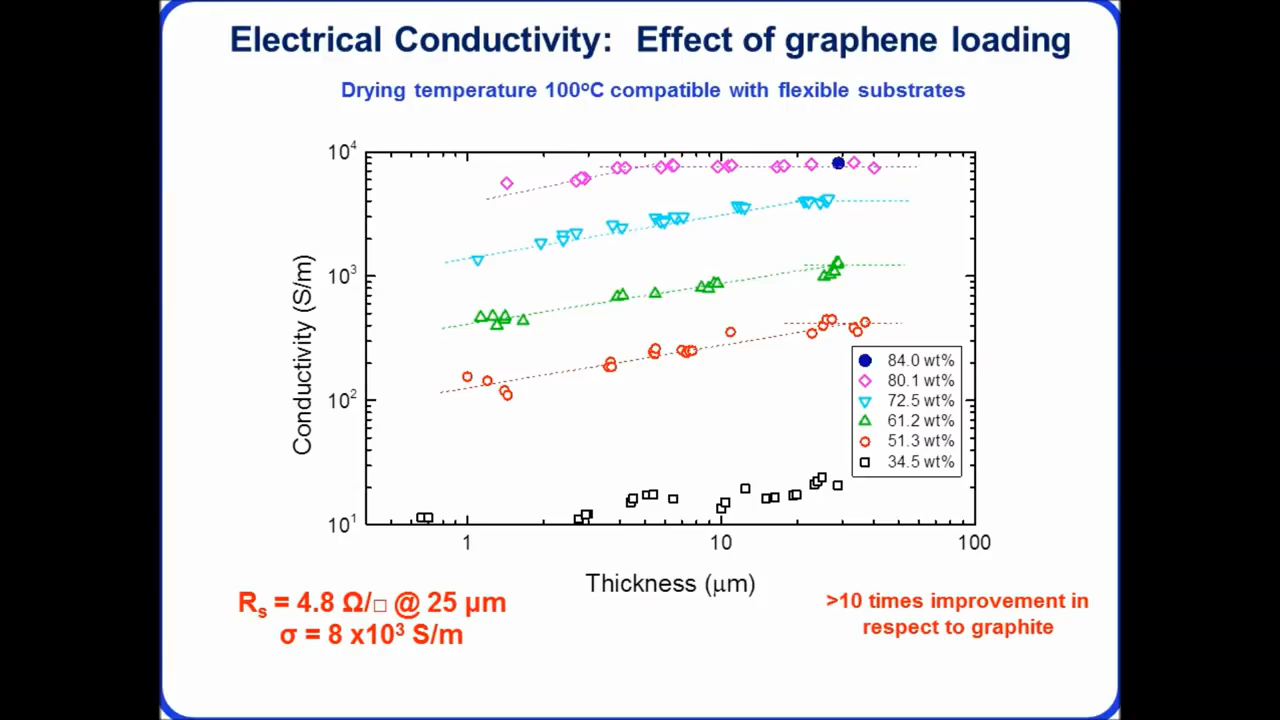 Electrical Conductivity: Effect of graphene loading
Drying temperature 100°C compatible with flexible substrates
10⁴
10³
10²
10¹
Conductivity (S/m)
84.0 wt%
80.1 wt%
72.5 wt%
61.2 wt%
51.3 wt%
34.5 wt%
1
10
100
Thickness (μm)
Rₛ = 4.8 Ω/□ @ 25 μm
σ = 8 x10³ S/m
>10 times improvement in
respect to graphite